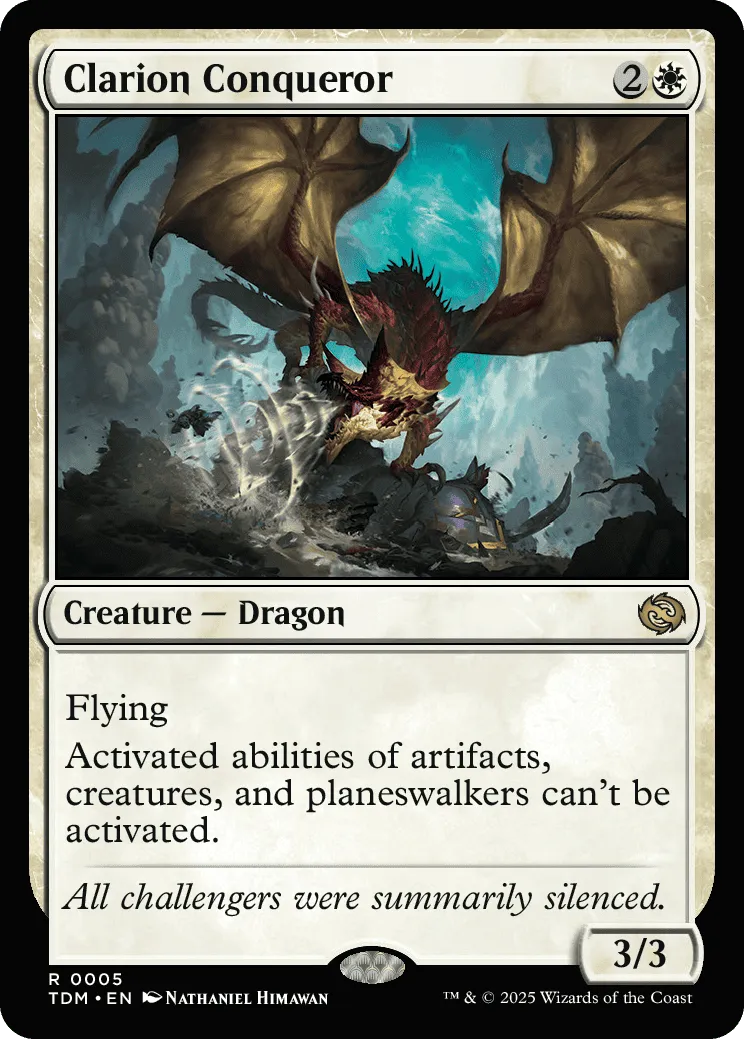 Clarion Conqueror 2
Creature — Dragon
Flying
Activated abilities of artifacts,
creatures, and planeswalkers can't be
activated.
All challengers were summarily silenced.
3/3
R 0005
TDM • EN Nathaniel Himawan
™ & © 2025 Wizards of the Coast